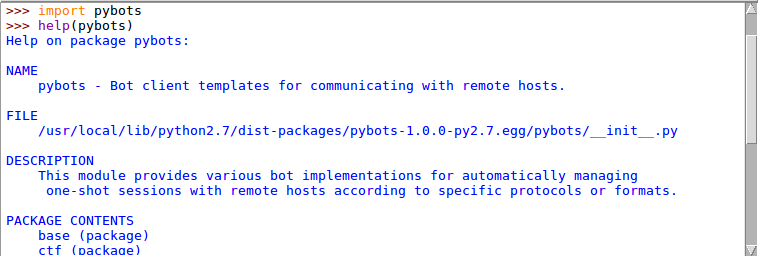 >>> import pybots
>>> help(pybots)
Help on package pybots:
NAME
pybots - Bot client templates for communicating with remote hosts.
FILE
/usr/local/lib/python2.7/dist-packages/pybots-1.0.0-py2.7.egg/pybots/__init__.py
DESCRIPTION
This module provides various bot implementations for automatically managing
one-shot sessions with remote hosts according to specific protocols or formats.
PACKAGE CONTENTS
base (package)
ctf (package)